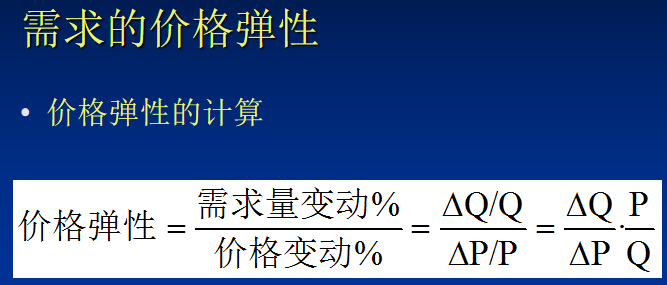 需求的价格弹性
• 价格弹性的计算
价格弹性 = 需求量变动% / 价格变动% = ΔQ/Q / ΔP/P = ΔQ / ΔP · P / Q